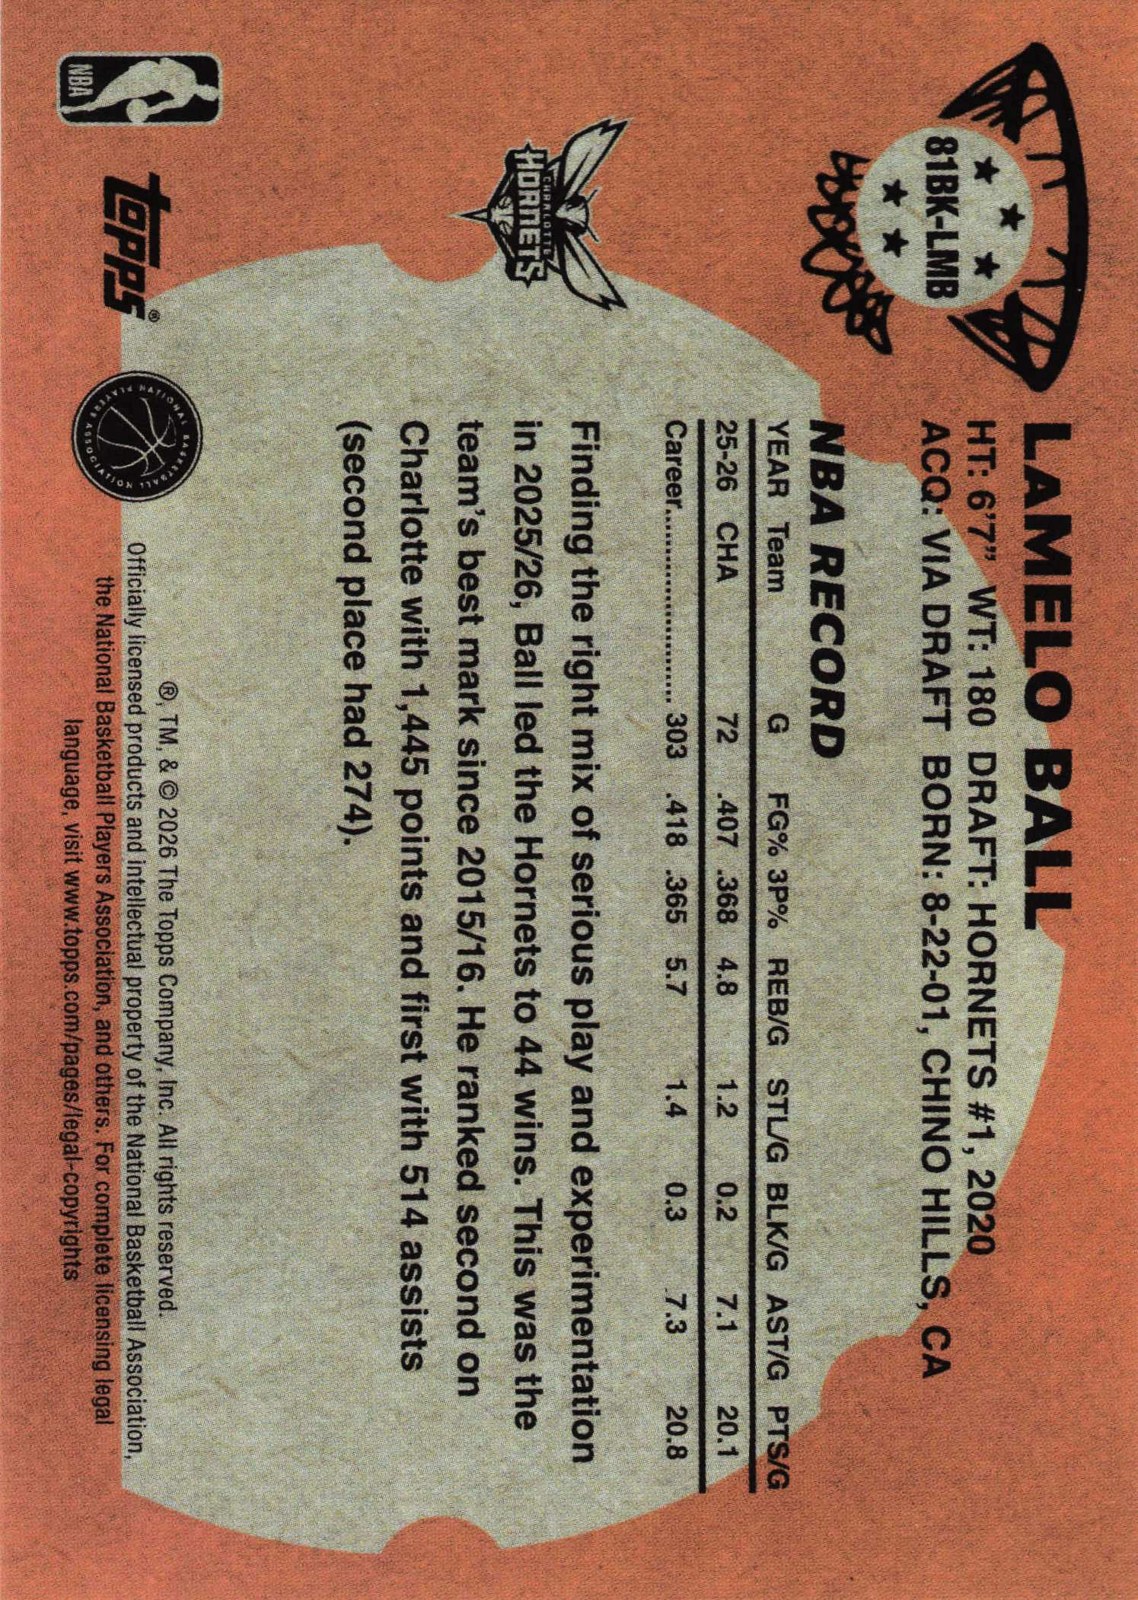 81BK-LMB
LAMELO BALL
HT: 6'7" WT: 180 DRAFT: HORNETS #1, 2020
ACQ: VIA DRAFT BORN: 8-22-01, CHINO HILLS, CA
NBA RECORD
YEAR Team G FG% 3P% REB/G STL/G BLK/G AST/G PTS/G
25-26 CHA 72 .407 .368 4.8 1.2 0.2 7.1 20.1
Career.................... 303 .418 .365 5.7 1.4 0.3 7.3 20.8
CHARLOTTE
HORNETS
Finding the right mix of serious play and experimentation
in 2025/26, Ball led the Hornets to 44 wins. This was the
team's best mark since 2015/16. He ranked second on
Charlotte with 1,445 points and first with 514 assists
(second place had 274).
NBA
Topps®
NATIONAL BASKETBALL PLAYERS ASSOCIATION
®, TM, & © 2026 The Topps Company, Inc. All rights reserved.
Officially licensed products and intellectual property of the National Basketball Association,
the National Basketball Players Association, and others. For complete licensing legal
language, visit www.topps.com/pages/legal-copyrights